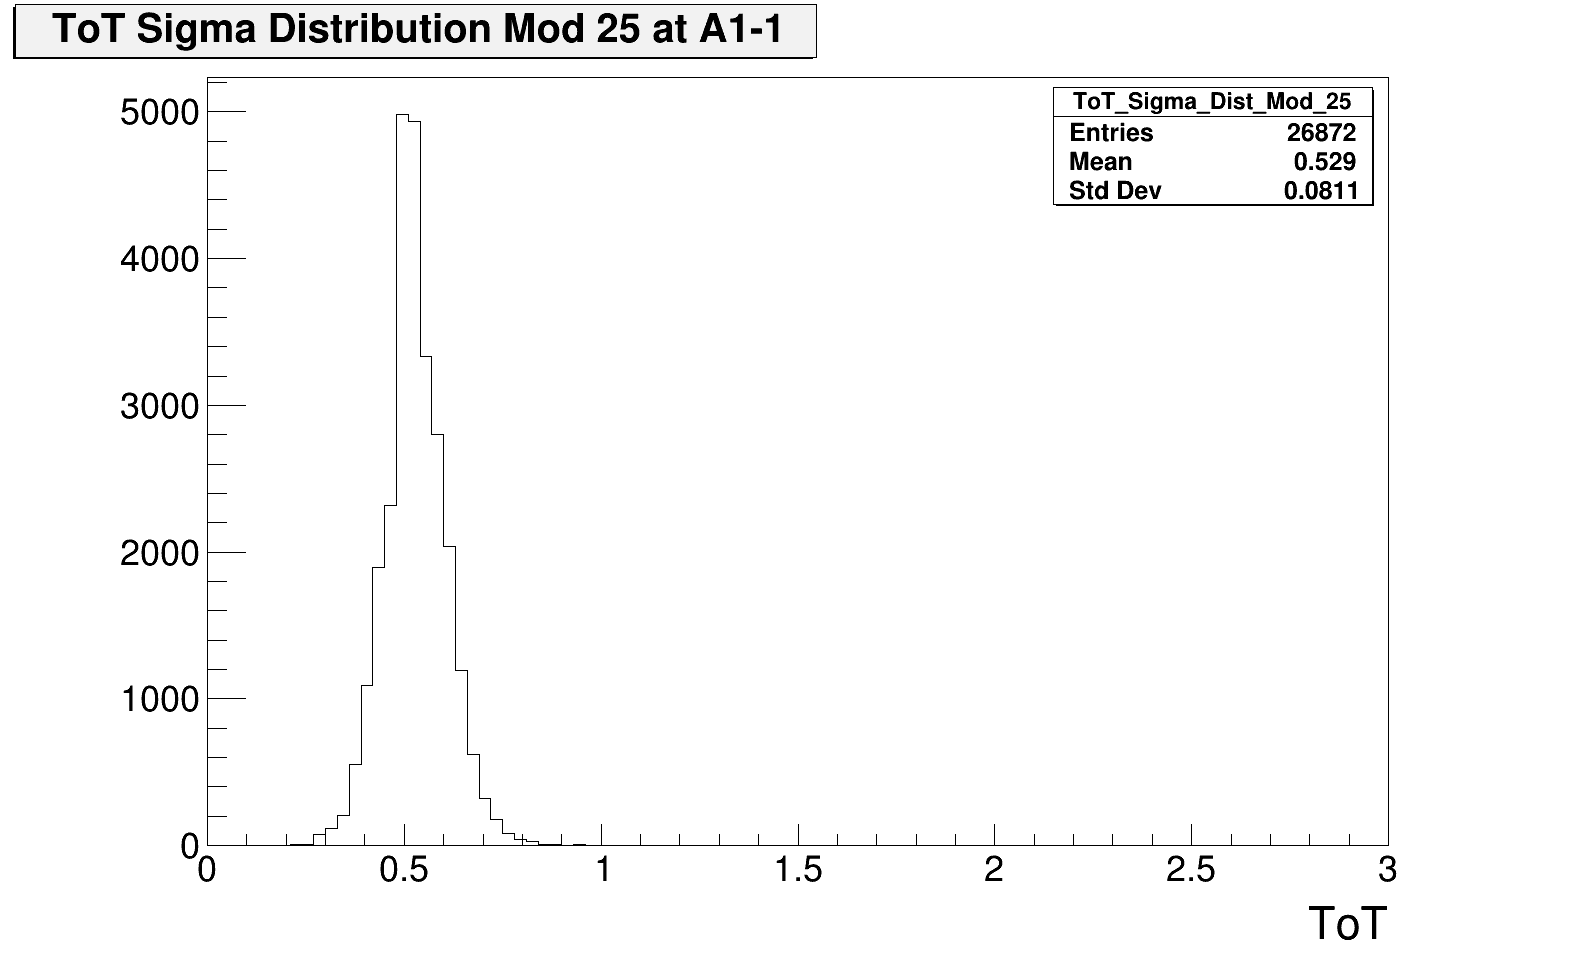 ToT Sigma Distribution Mod 25 at A1-1
ToT_Sigma_Dist_Mod_25
Entries 26872
Mean 0.529
Std Dev 0.0811
5000
4000
3000
2000
1000
0
0 0.5 1 1.5 2 2.5 3
ToT